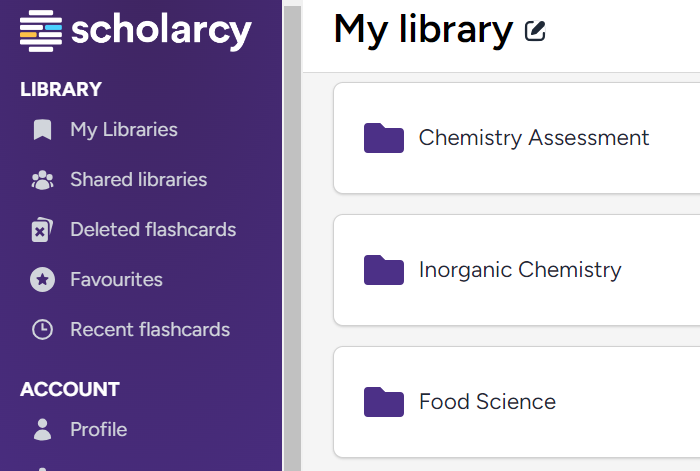 scholarcy
LIBRARY
My Libraries
Shared libraries
Deleted flashcards
Favourites
Recent flashcards
ACCOUNT
Profile
My library
Chemistry Assessment
Inorganic Chemistry
Food Science